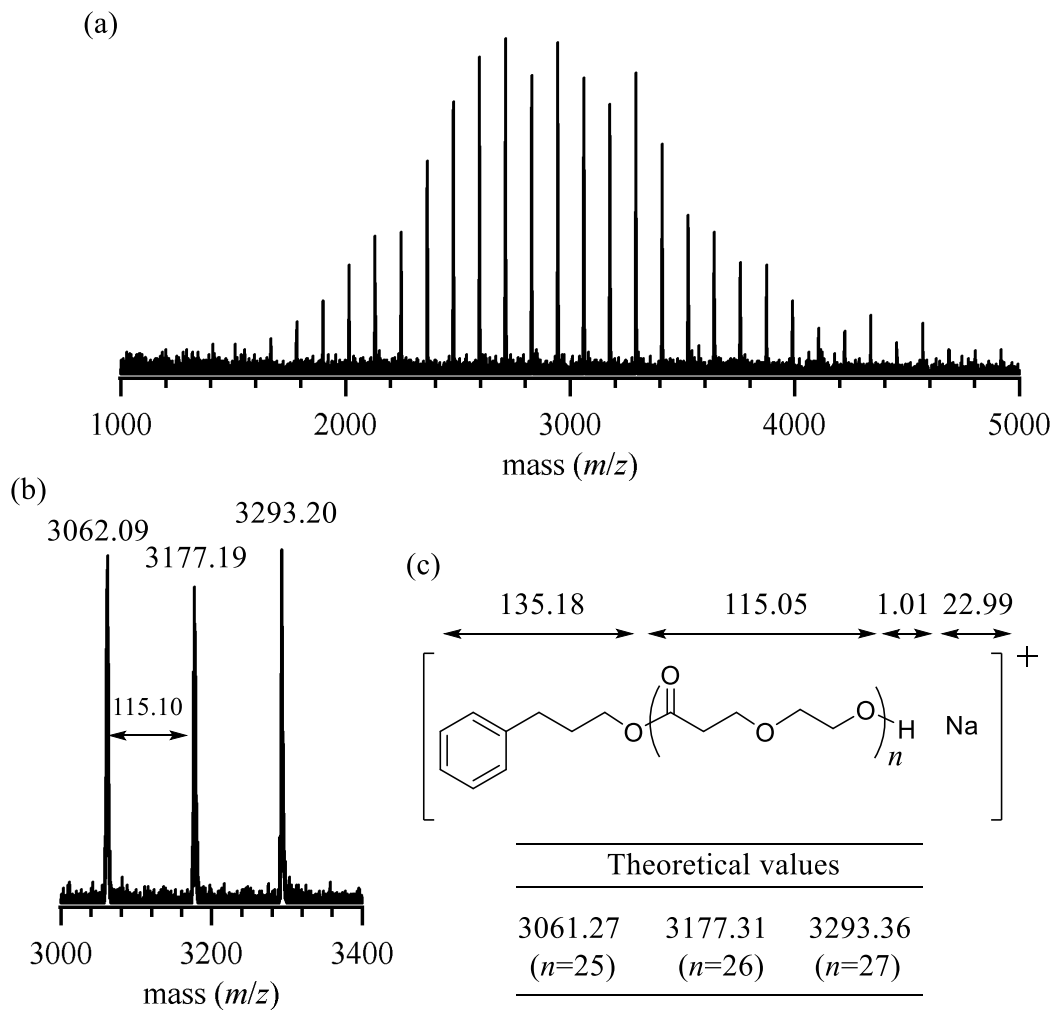 (a)
1000 2000 3000 4000 5000
mass (m/z)
(b)
3062.09
3177.19
3293.20
115.10
3000 3200 3400
mass (m/z)
(c)
135.18 115.05 1.01 22.99
+
O
O O O H n Na
Theoretical values
3061.27 3177.31 3293.36
(n=25) (n=26) (n=27)